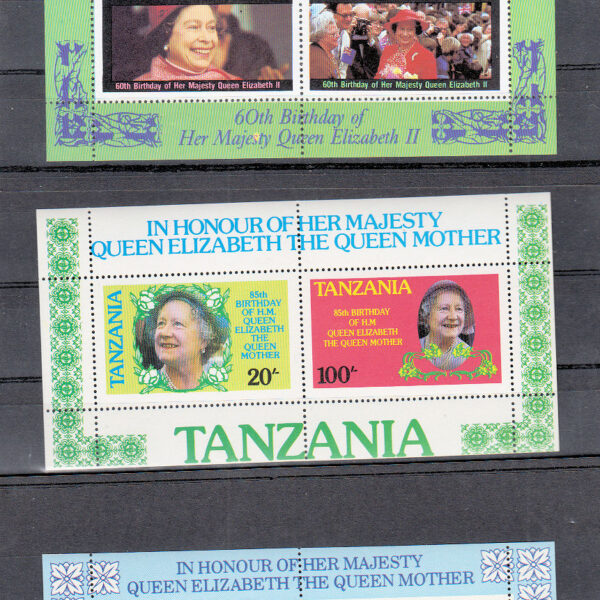 60th Birthday of Her Majesty Queen Elizabeth II
60th Birthday of Her Majesty Queen Elizabeth II
60th Birthday of
Her Majesty Queen Elizabeth II
IN HONOUR OF HER MAJESTY
QUEEN ELIZABETH THE QUEEN MOTHER
TANZANIA
85th
BIRTHDAY
OF H.M.
QUEEN
ELIZABETH
THE
QUEEN
MOTHER
20/-
TANZANIA
85th BIRTHDAY
OF H.M
QUEEN ELIZABETH
THE QUEEN MOTHER
100/-
TANZANIA
IN HONOUR OF HER MAJESTY
QUEEN ELIZABETH THE QUEEN MOTHER